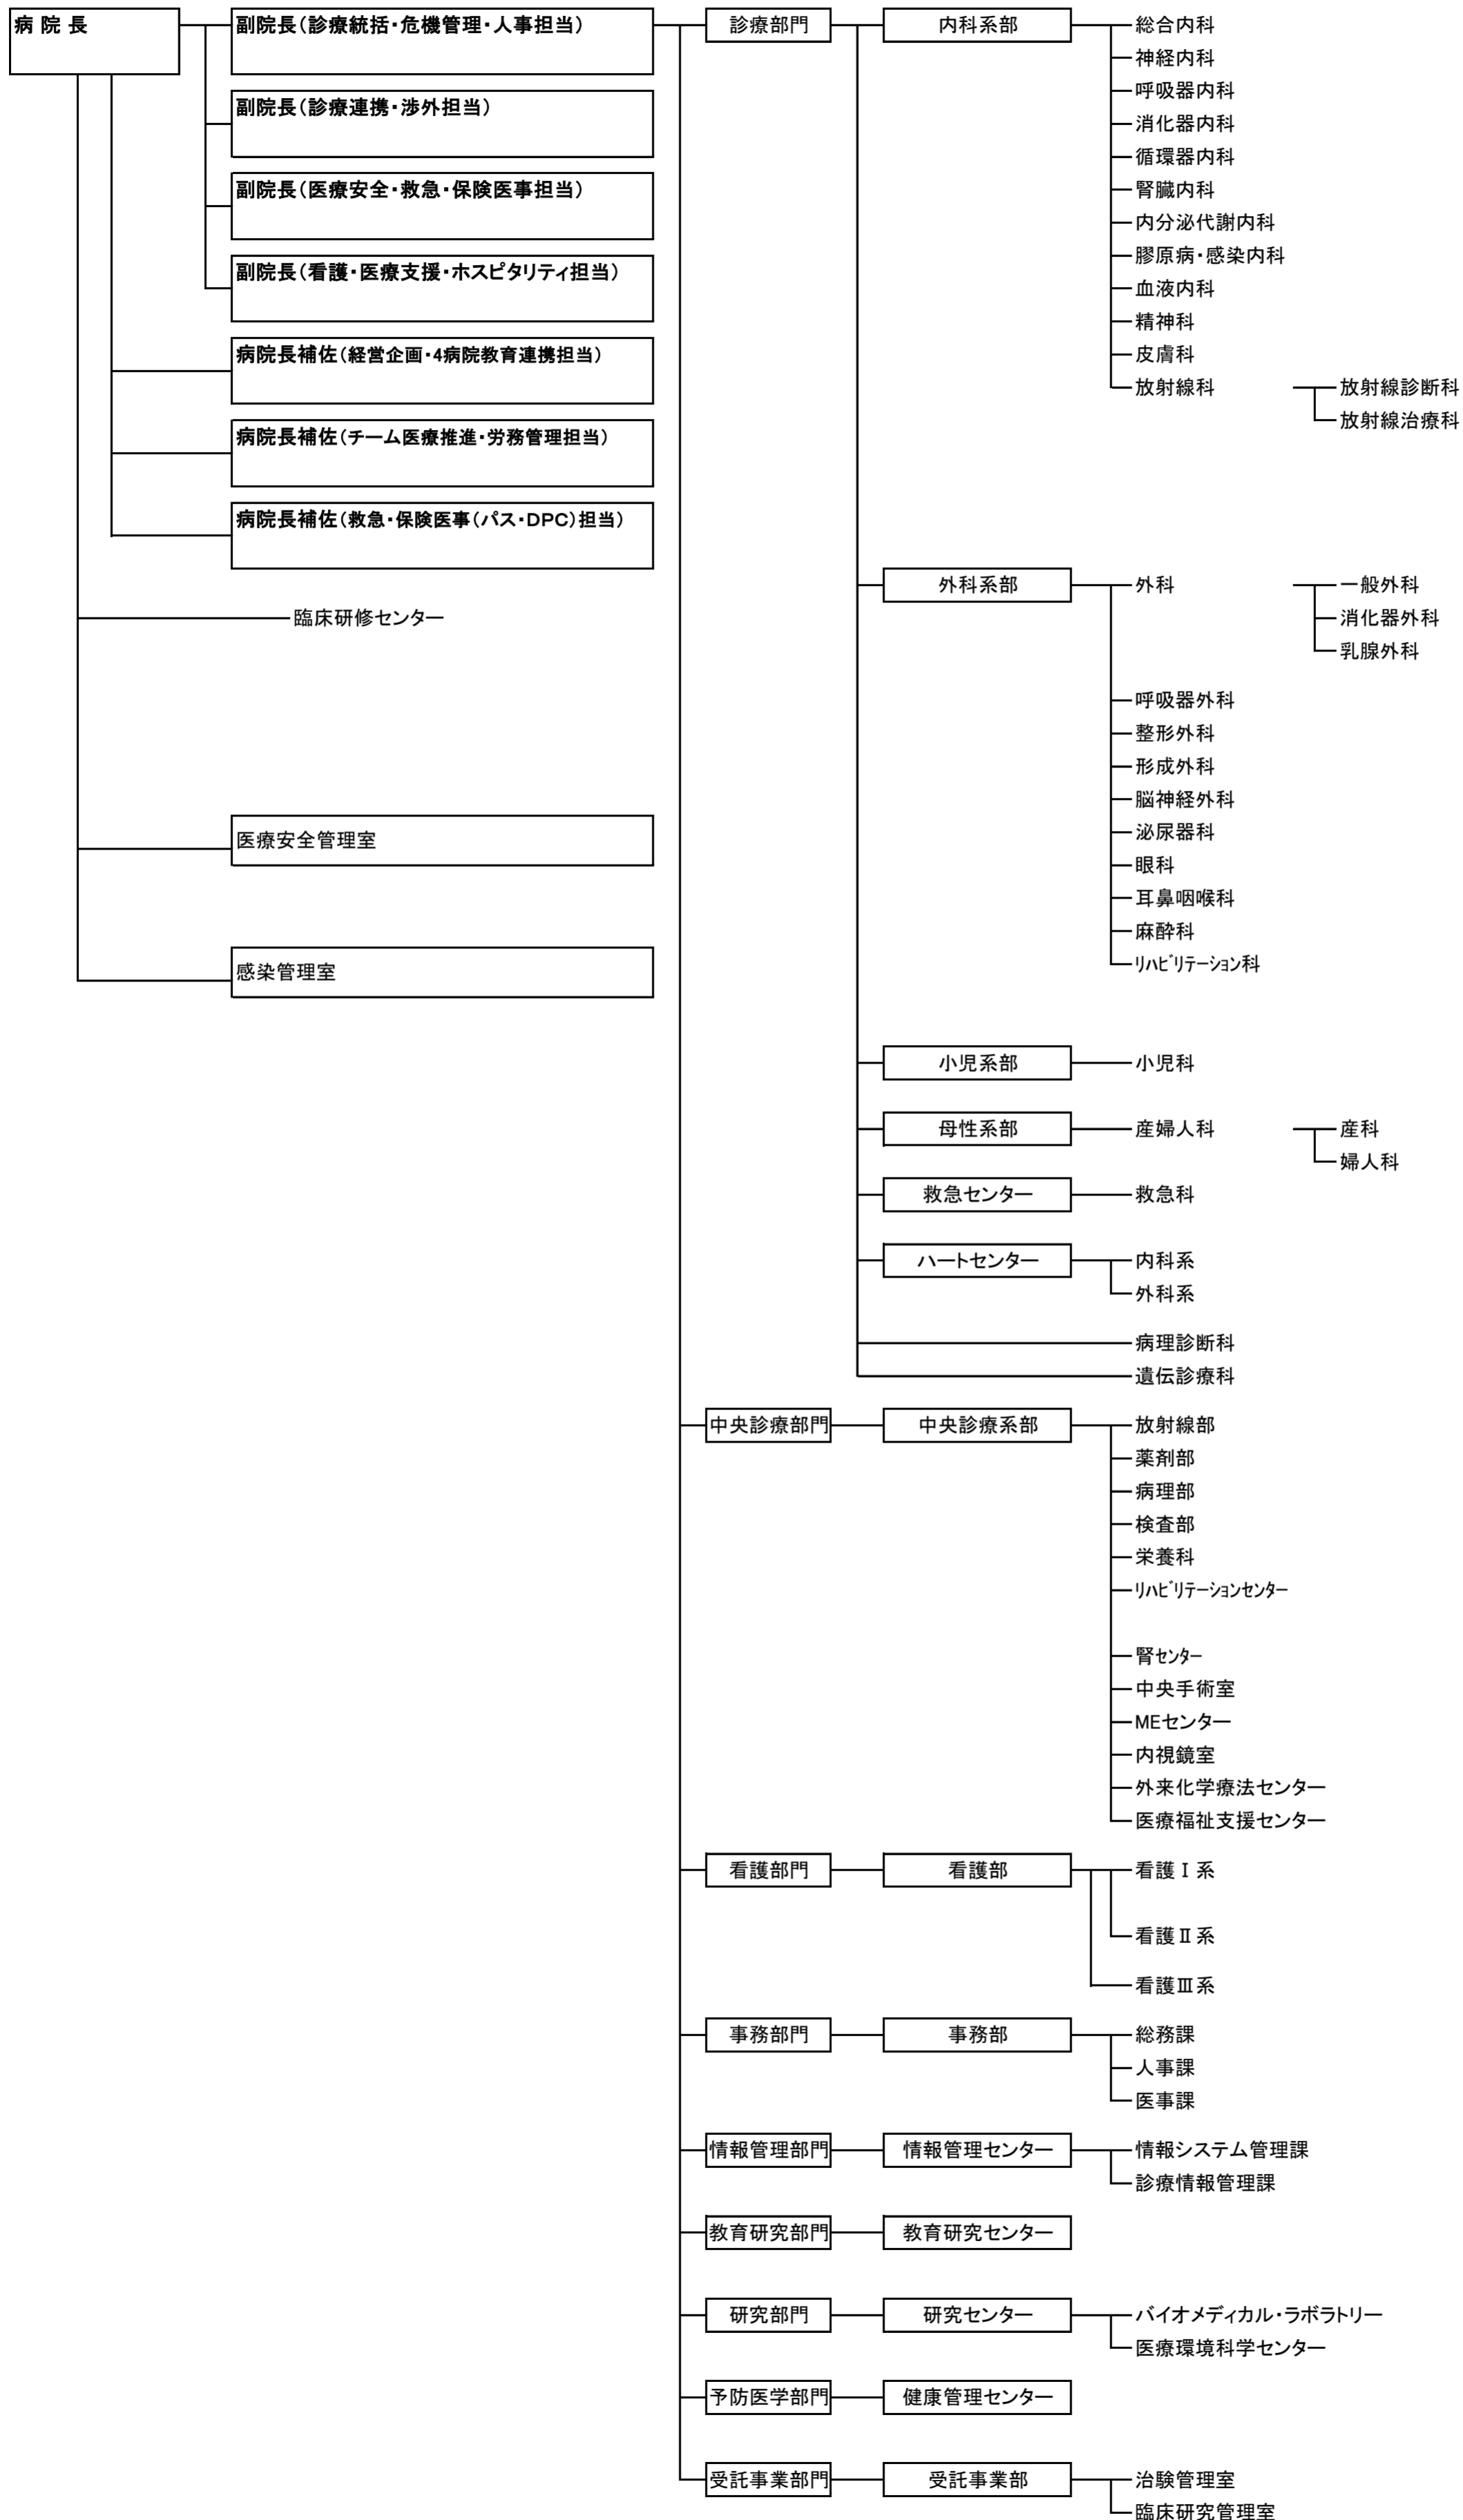 病 院 長
副院長（診療統括・危機管理・人事担当）
副院長（診療連携・渉外担当）
副院長（医療安全・救急・保険医事担当）
副院長（看護・医療支援・ホスピタリティ担当）
病院長補佐（経営企画・4病院教育連携担当）
病院長補佐（チーム医療推進・労務管理担当）
病院長補佐（救急・保険医事（パス・DPC）担当）
臨床研修センター
医療安全管理室
感染管理室
診療部門
内科系部
総合内科
神経内科
呼吸器内科
消化器内科
循環器内科
腎臓内科
内分泌代謝内科
膠原病・感染内科
血液内科
精神科
皮膚科
放射線科
放射線診断科
放射線治療科
外科系部
外科
一般外科
消化器外科
乳腺外科
呼吸器外科
整形外科
形成外科
脳神経外科
泌尿器科
眼科
耳鼻咽喉科
麻酔科
ﾘﾊﾋﾞﾘﾃｰｼｮﾝ科
小児系部
小児科
母性系部
産婦人科
産科
婦人科
救急センター
救急科
ハートセンター
内科系
外科系
病理診断科
遺伝診療科
中央診療部門
中央診療系部
放射線部
薬剤部
病理部
検査部
栄養科
ﾘﾊﾋﾞﾘﾃｰｼｮﾝｾﾝﾀｰ
腎ｾﾝﾀｰ
中央手術室
MEセンター
内視鏡室
外来化学療法センター
医療福祉支援センター
看護部門
看護部
看護Ⅰ系
看護Ⅱ系
看護Ⅲ系
事務部門
事務部
総務課
人事課
医事課
情報管理部門
情報管理センター
情報システム管理課
診療情報管理課
教育研究部門
教育研究センター
研究部門
研究センター
バイオメディカル・ラボラトリー
医療環境科学センター
予防医学部門
健康管理センター
受託事業部門
受託事業部
治験管理室
臨床研究管理室